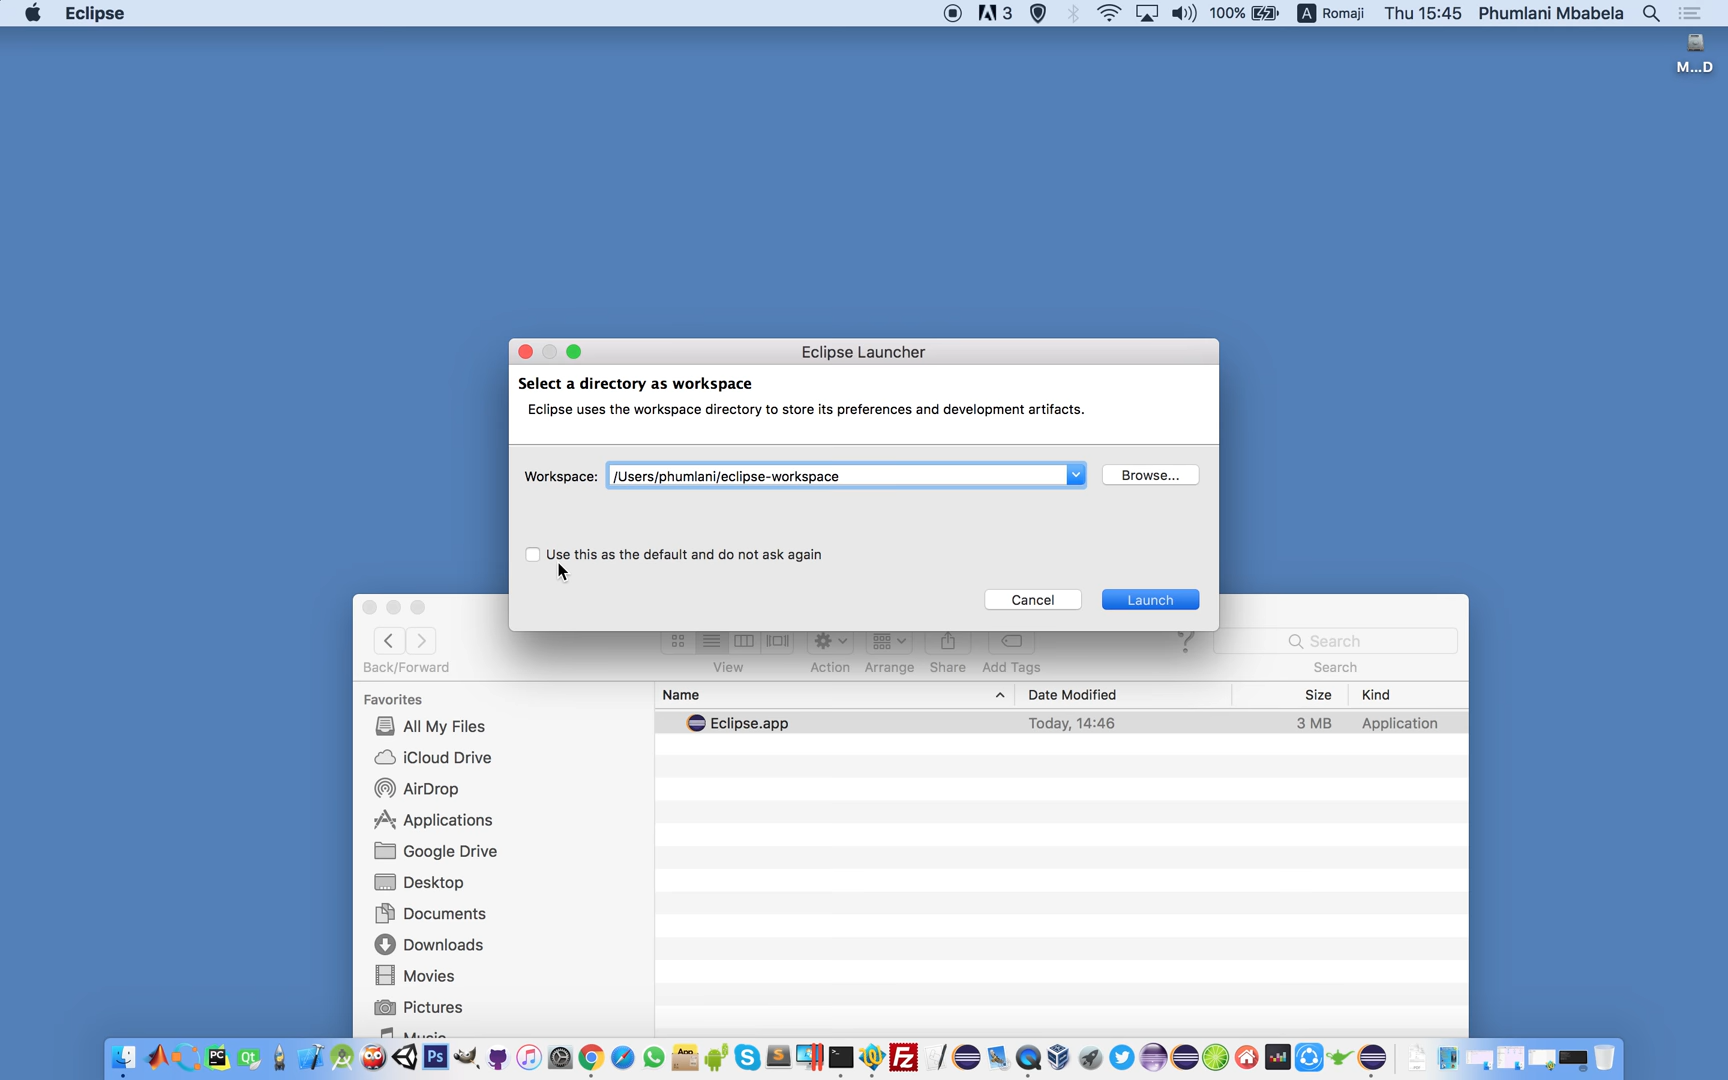 Eclipse
3
100%
A Romaji
Thu 15:45
Phumlani Mbabela
M...D
Eclipse Launcher
Select a directory as workspace
Eclipse uses the workspace directory to store its preferences and development artifacts.
Workspace: /Users/phumlani/eclipse-workspace Browse...
Use this as the default and do not ask again
Cancel Launch
Search
Back/Forward View Action Arrange Share Add Tags Search
Favorites
All My Files
iCloud Drive
AirDrop
Applications
Google Drive
Desktop
Documents
Downloads
Movies
Pictures
Name Date Modified Size Kind
Eclipse.app Today, 14:46 3 MB Application
PC
Qt
Ps
App